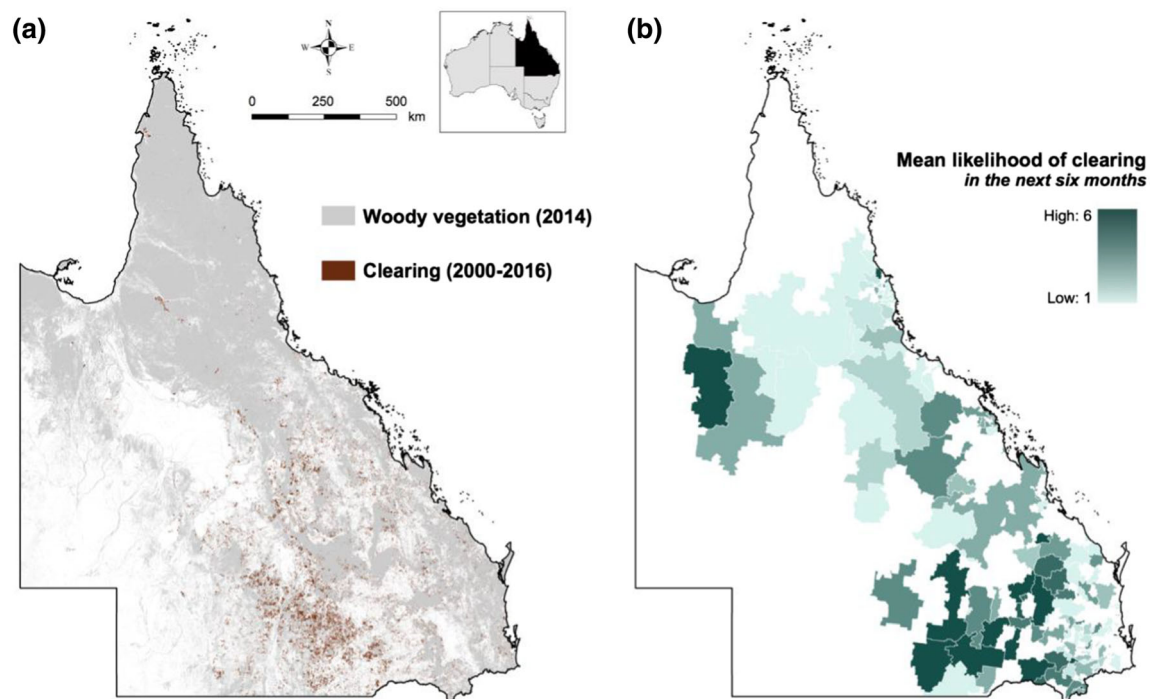 (a)
N
W E
S
0 250 500
km
Woody vegetation (2014)
Clearing (2000-2016)
(b)
Mean likelihood of clearing
in the next six months
High: 6
Low: 1